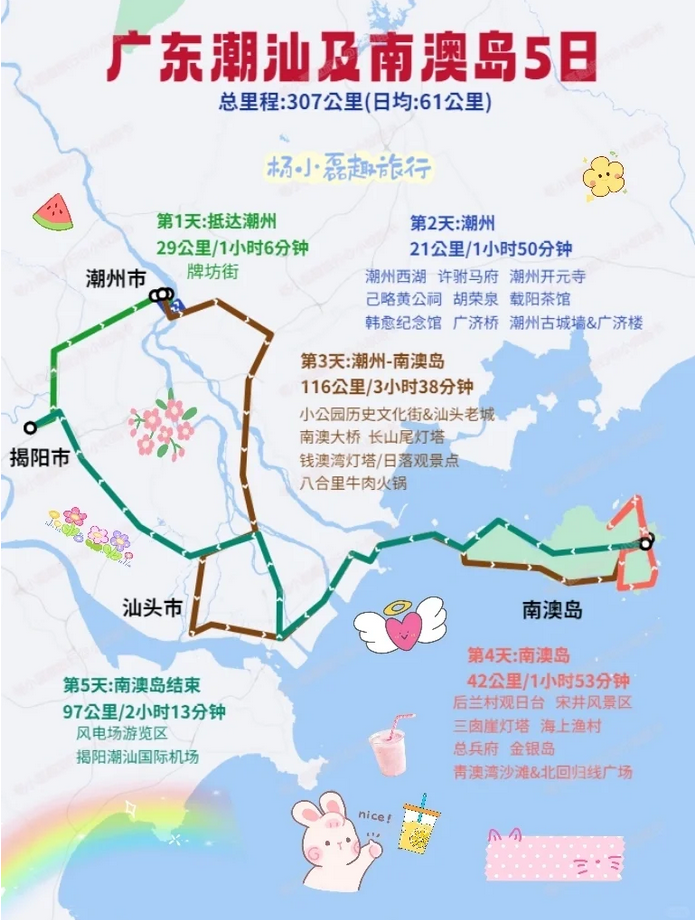 广东潮汕及南澳岛5日
总里程:307公里(日均:61公里)
杨小磊趣旅行
第1天:抵达潮州
29公里/1小时6分钟
牌坊街
第2天:潮州
21公里/1小时50分钟
潮州西湖 许驸马府 潮州开元寺
己略黄公祠 胡荣泉 载阳茶馆
韩愈纪念馆 广济桥 潮州古城墙&广济楼
潮州市
第3天:潮州-南澳岛
116公里/3小时38分钟
小公园历史文化街&汕头老城
南澳大桥 长山尾灯塔
钱澳湾灯塔/日落观景点
八合里牛肉火锅
揭阳市
汕头市
南澳岛
第4天:南澳岛
42公里/1小时53分钟
后兰村观日台 宋井风景区
三囱崖灯塔 海上渔村
总兵府 金银岛
青澳湾沙滩&北回归线广场
第5天:南澳岛结束
97公里/2小时13分钟
风电场游览区
揭阳潮汕国际机场
nice!